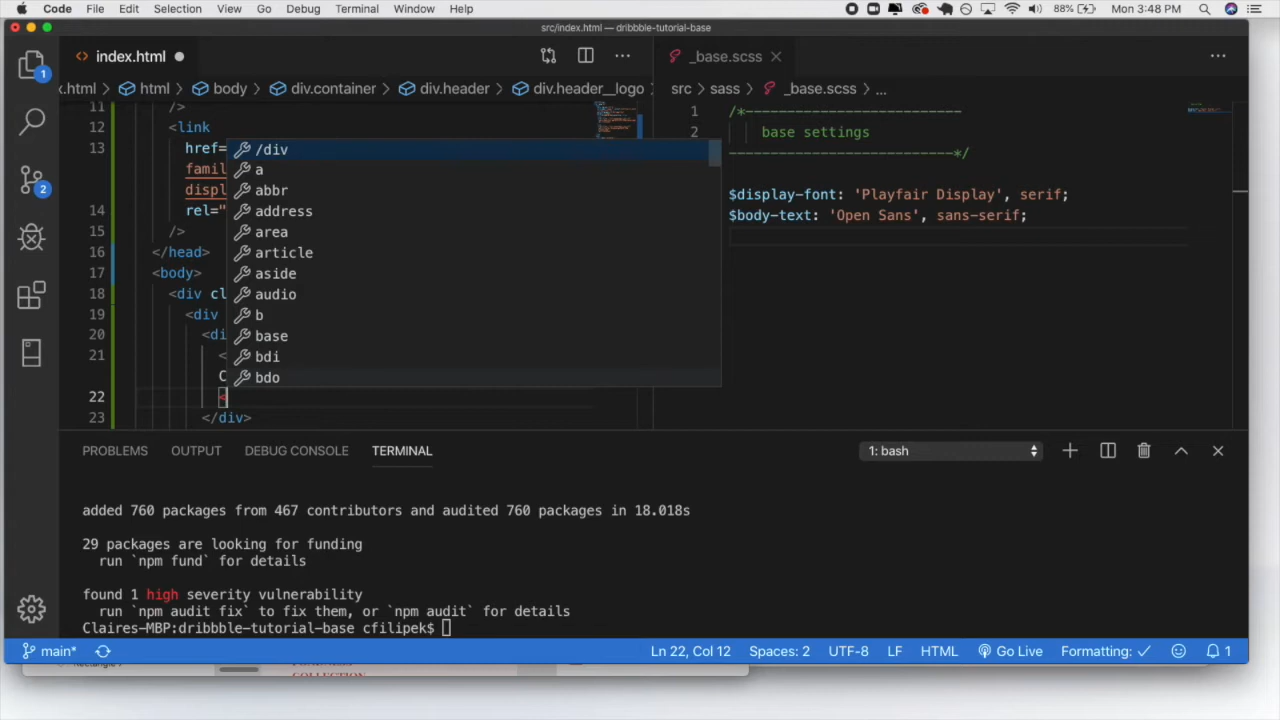 Code File Edit Selection View Go Debug Terminal Window Help 88% Mon 3:48 PM
src/index.html — dribbble-tutorial-base
index.html
_base.scss
x.html html body div.container div.header div.header__logo
src sass _base.scss ...
11 />
12 <link
13 href=
famil
displ
14 rel="
15 />
16 </head>
17 <body>
18 <div cl
19 <div
20 <di
21 <
C
22 <
23 </div>
/div
a
abbr
address
area
article
aside
audio
b
base
bdi
bdo
1 /*--------------------------
2 base settings
---------------------------*/
$display-font: 'Playfair Display', serif;
$body-text: 'Open Sans', sans-serif;
PROBLEMS OUTPUT DEBUG CONSOLE TERMINAL 1: bash
added 760 packages from 467 contributors and audited 760 packages in 18.018s
29 packages are looking for funding
run `npm fund` for details
found 1 high severity vulnerability
run `npm audit fix` to fix them, or `npm audit` for details
Claires-MBP:dribbble-tutorial-base cfilipek$
main* Ln 22, Col 12 Spaces: 2 UTF-8 LF HTML Go Live Formatting: ✓ 1
COLLECTION